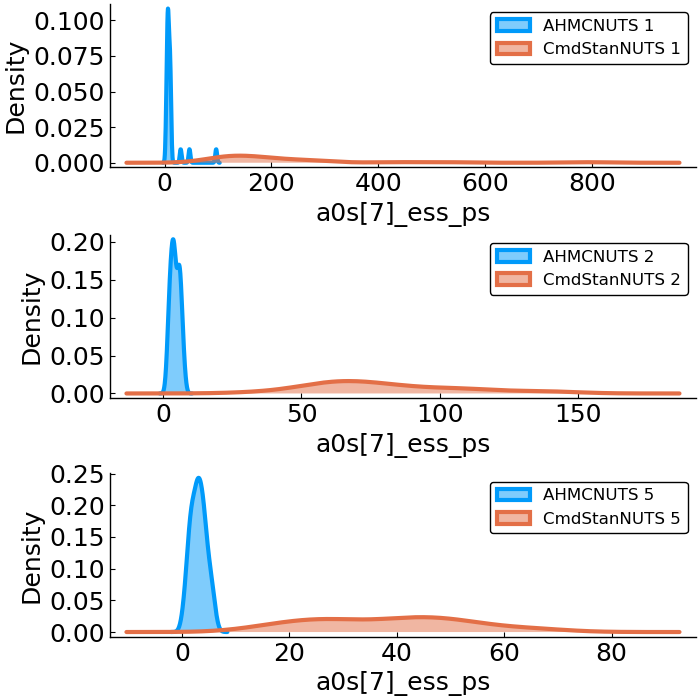 0.100
0.075
0.050
0.025
0.000
Density
AHMCNUTS 1
CmdStanNUTS 1
0 200 400 600 800
a0s[7]_ess_ps
0.20
0.15
0.10
0.05
0.00
Density
AHMCNUTS 2
CmdStanNUTS 2
0 50 100 150
a0s[7]_ess_ps
0.25
0.20
0.15
0.10
0.05
0.00
Density
AHMCNUTS 5
CmdStanNUTS 5
0 20 40 60 80
a0s[7]_ess_ps